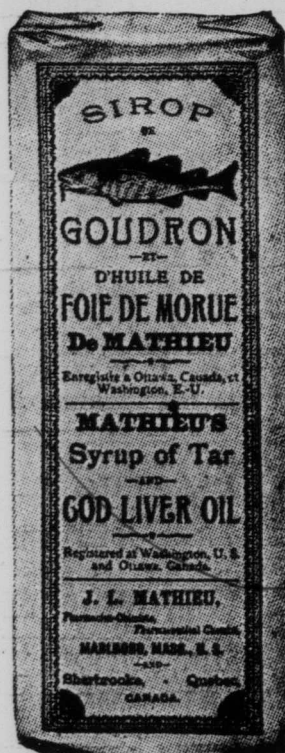 SIROP
DE
GOUDRON
—ET—
D'HUILE DE
FOIE DE MORUE
De MATHIEU
Enregistré à Ottawa, Canada, et
Washington, E.-U.
MATHIEU'S
Syrup of Tar
—AND—
COD LIVER OIL
Registered at Washington, U. S.
and Ottawa, Canada.
J. L. MATHIEU,
Pharmaceutical Chemist,
MARLBORO, MASS., U. S.
—AND—
Sherbrooke, - Quebec,
CANADA.